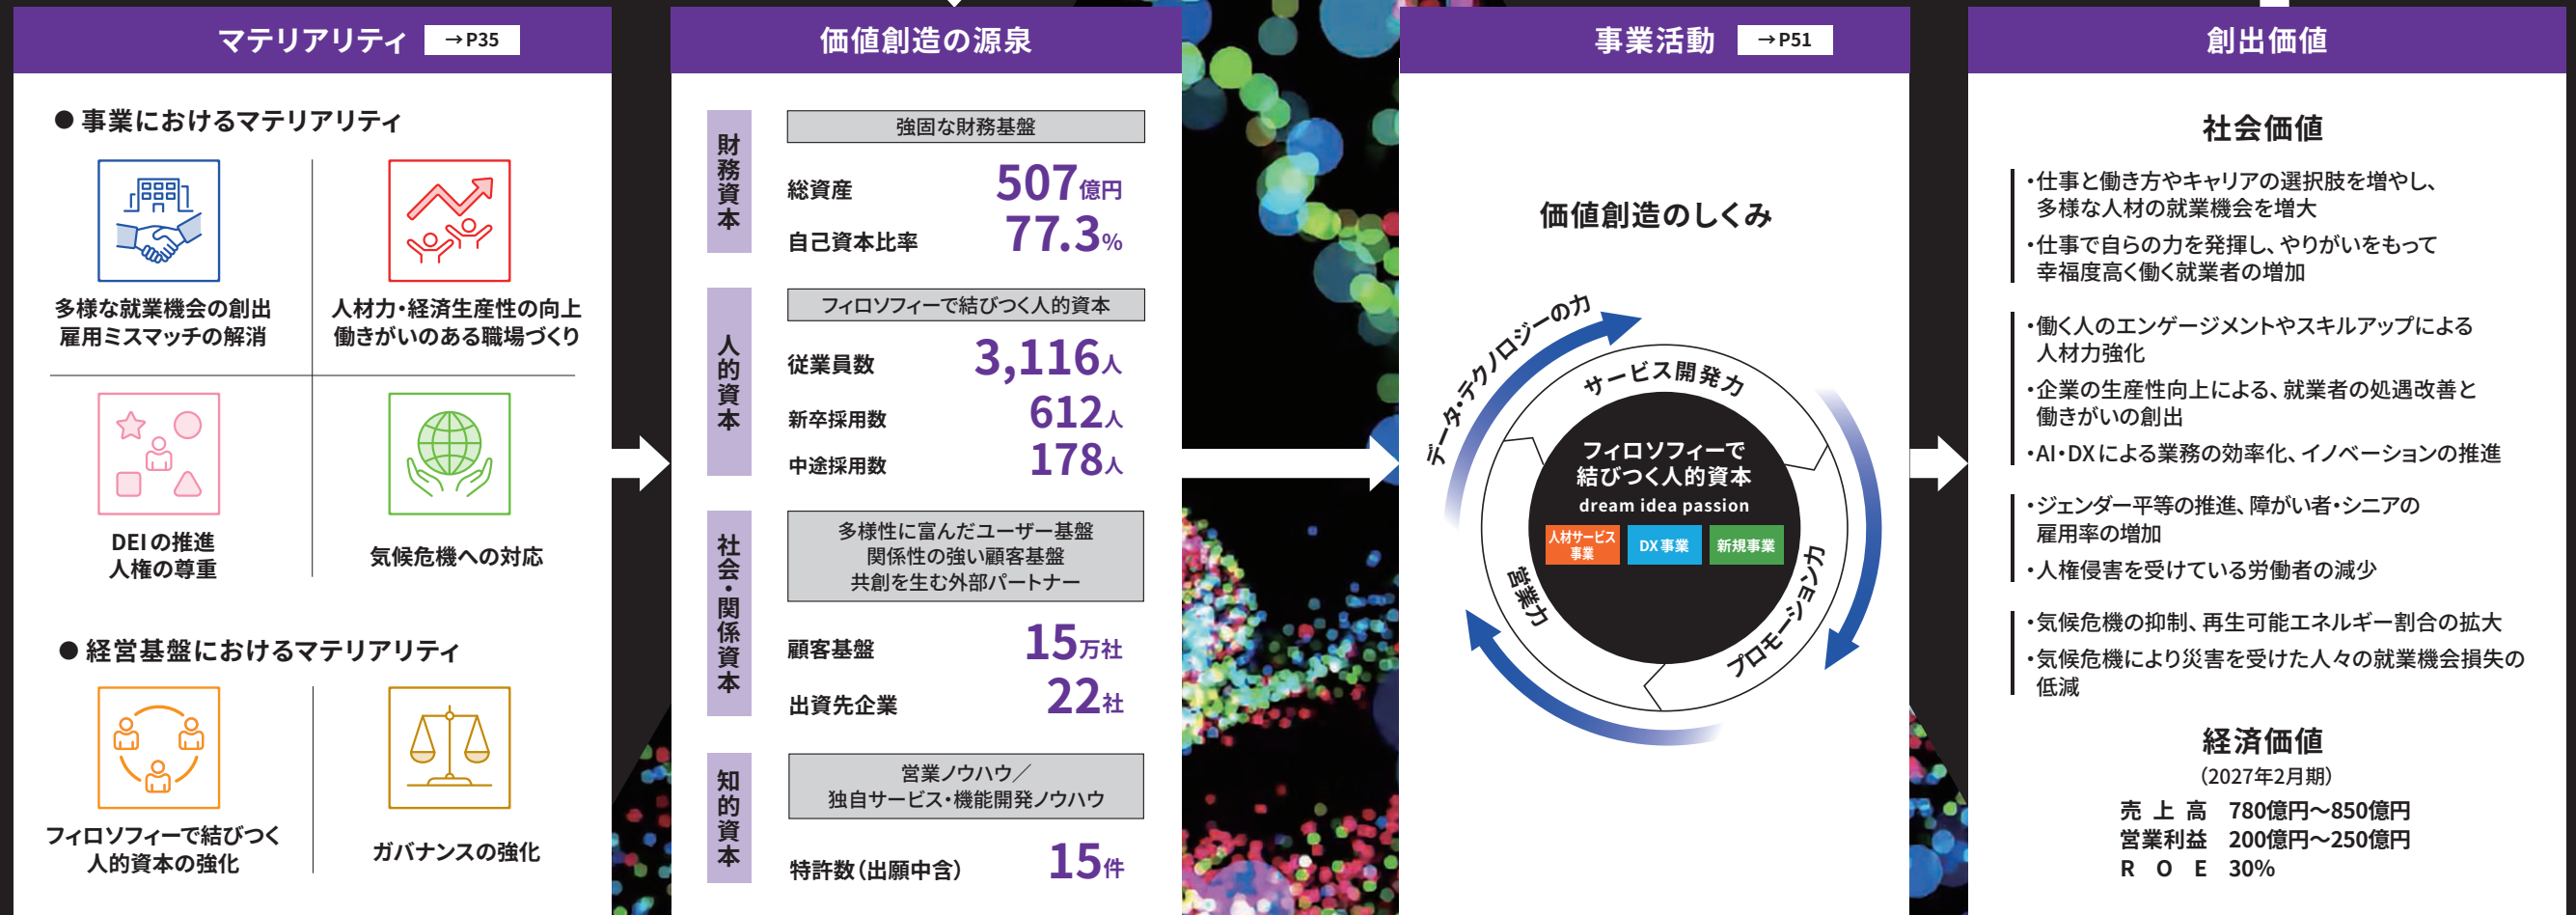 マテリアリティ →P35
● 事業におけるマテリアリティ
多様な就業機会の創出
雇用ミスマッチの解消
人材力・経済生産性の向上
働きがいのある職場づくり
DEIの推進
人権の尊重
気候危機への対応
● 経営基盤におけるマテリアリティ
フィロソフィーで結びつく
人的資本の強化
ガバナンスの強化
価値創造の源泉
財務資本
強固な財務基盤
総資産 507億円
自己資本比率 77.3%
人的資本
フィロソフィーで結びつく人的資本
従業員数 3,116人
新卒採用数 612人
中途採用数 178人
社会・関係資本
多様性に富んだユーザー基盤
関係性の強い顧客基盤
共創を生む外部パートナー
顧客基盤 15万社
出資先企業 22社
知的資本
営業ノウハウ／
独自サービス・機能開発ノウハウ
特許数（出願中含） 15件
事業活動 →P51
価値創造のしくみ
データ・テクノロジーの力
サービス開発力
フィロソフィーで
結びつく人的資本
dream idea passion
人材サービス
事業
DX事業
新規事業
営業力
プロモーション力
創出価値
社会価値
・仕事と働き方やキャリアの選択肢を増やし、
多様な人材の就業機会を増大
・仕事で自らの力を発揮し、やりがいをもって
幸福度高く働く就業者の増加
・働く人のエンゲージメントやスキルアップによる
人材力強化
・企業の生産性向上による、就業者の処遇改善と
働きがいの創出
・AI・DXによる業務の効率化、イノベーションの推進
・ジェンダー平等の推進、障がい者・シニアの
雇用率の増加
・人権侵害を受けている労働者の減少
・気候危機の抑制、再生可能エネルギー割合の拡大
・気候危機により災害を受けた人々の就業機会損失の
低減
経済価値
（2027年2月期）
売上高 780億円～850億円
営業利益 200億円～250億円
ROE 30%